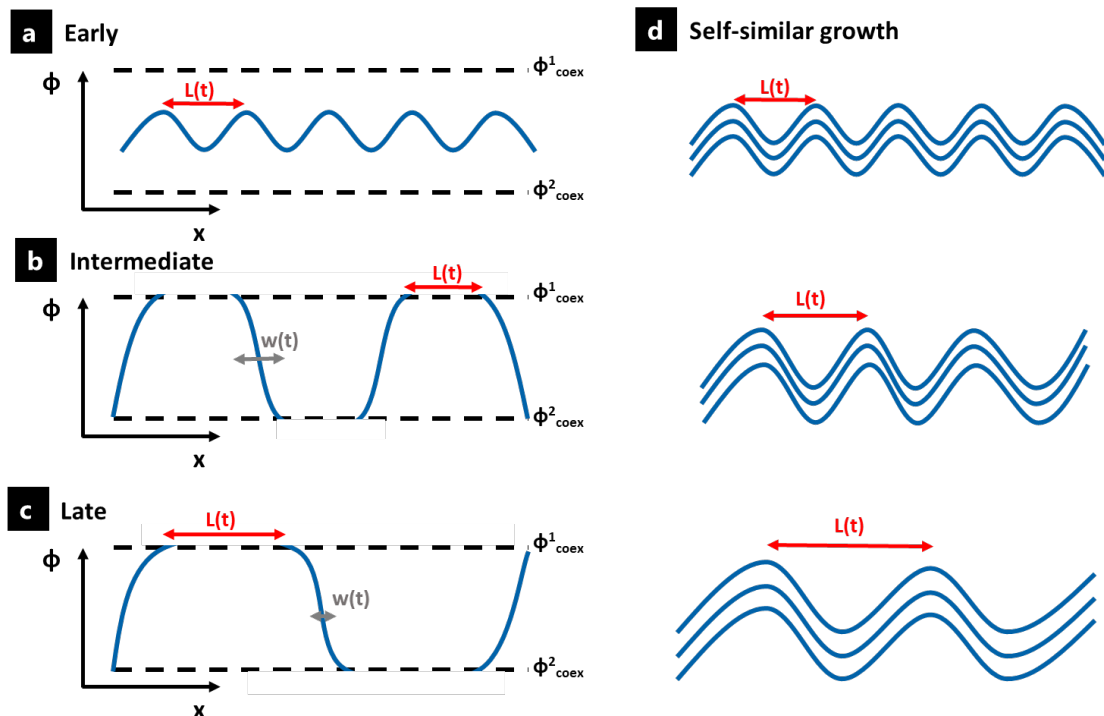 a Early
Φ¹coex
Φ
L(t)
Φ²coex
x
b Intermediate
L(t)
Φ¹coex
Φ
w(t)
Φ²coex
x
c Late
L(t)
Φ¹coex
Φ
w(t)
Φ²coex
x
d Self-similar growth
L(t)
L(t)
L(t)